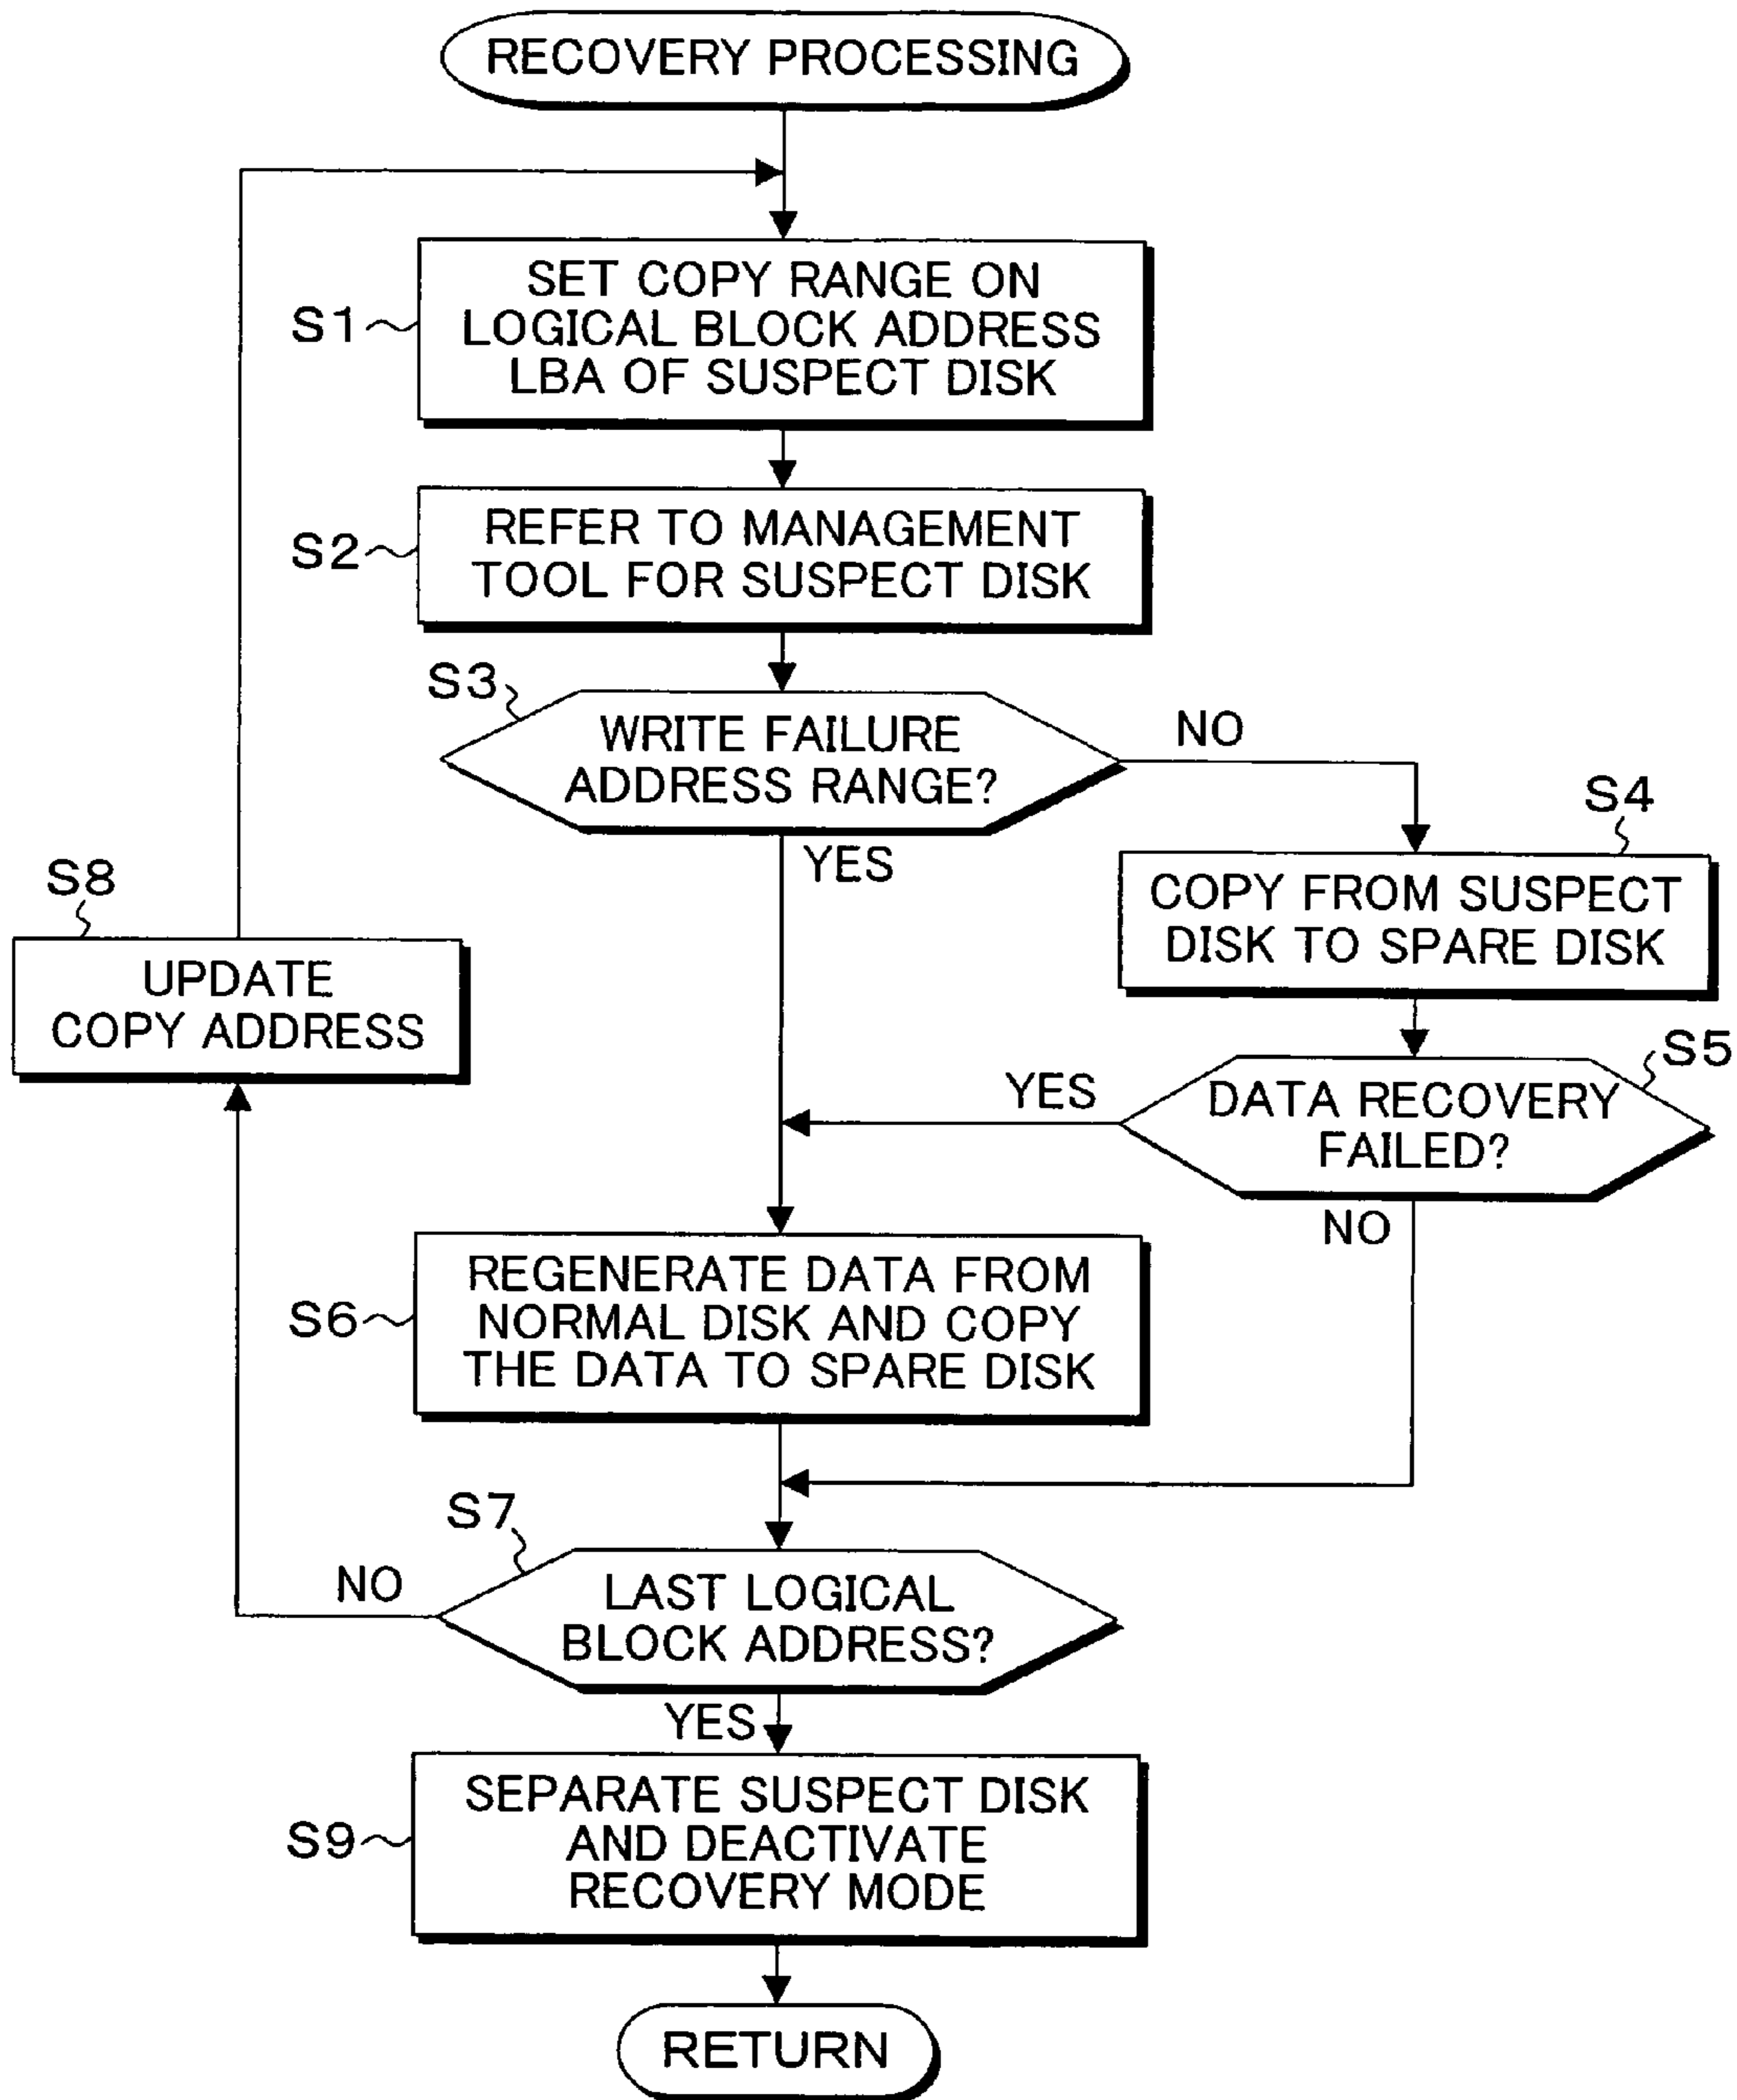 RECOVERY PROCESSING
S1
SET COPY RANGE ON
LOGICAL BLOCK ADDRESS
LBA OF SUSPECT DISK
S2
REFER TO MANAGEMENT
TOOL FOR SUSPECT DISK
S3
WRITE FAILURE
ADDRESS RANGE?
NO
YES
S4
COPY FROM SUSPECT
DISK TO SPARE DISK
S8
UPDATE
COPY ADDRESS
S5
DATA RECOVERY
FAILED?
YES
NO
S6
REGENERATE DATA FROM
NORMAL DISK AND COPY
THE DATA TO SPARE DISK
S7
LAST LOGICAL
BLOCK ADDRESS?
NO
YES
S9
SEPARATE SUSPECT DISK
AND DEACTIVATE
RECOVERY MODE
RETURN